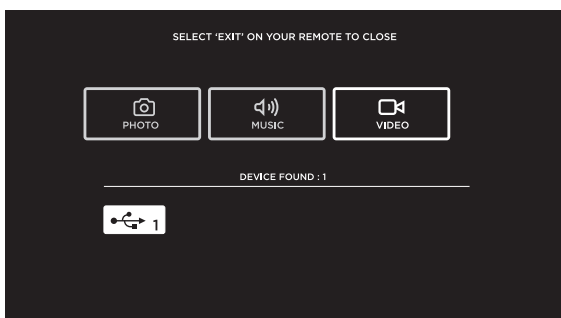 SELECT 'EXIT' ON YOUR REMOTE TO CLOSE
PHOTO
MUSIC
VIDEO
DEVICE FOUND : 1
1